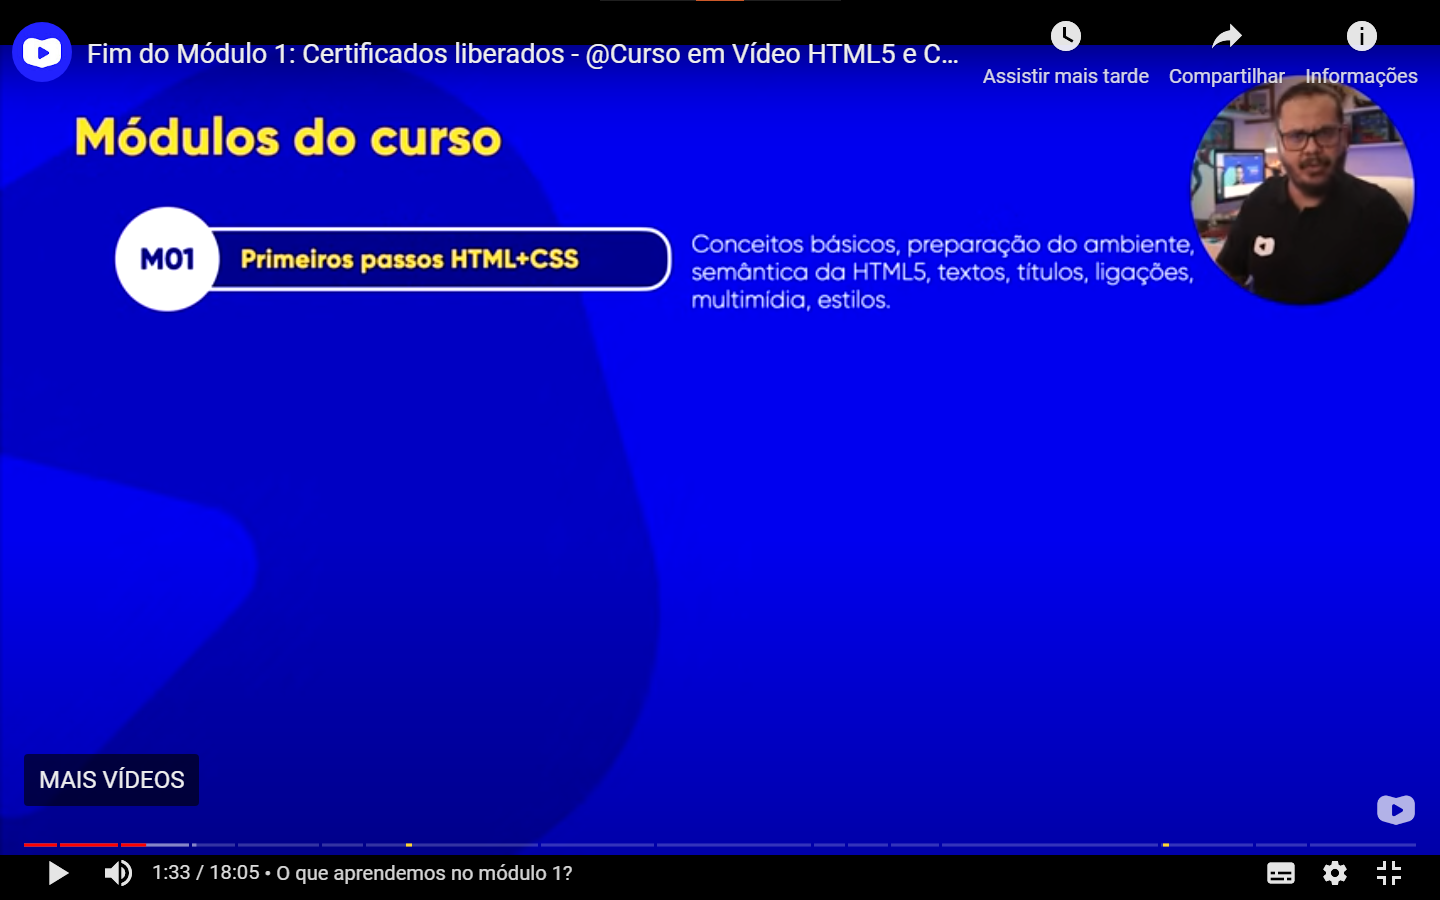 Fim do Módulo 1: Certificados liberados - @Curso em Vídeo HTML5 e C...
Assistir mais tarde
Compartilhar
Informações
Módulos do curso
M01
Primeiros passos HTML+CSS
Conceitos básicos, preparação do ambiente,
semântica da HTML5, textos, títulos, ligações,
multimídia, estilos.
MAIS VÍDEOS
1:33 / 18:05 • O que aprendemos no módulo 1?